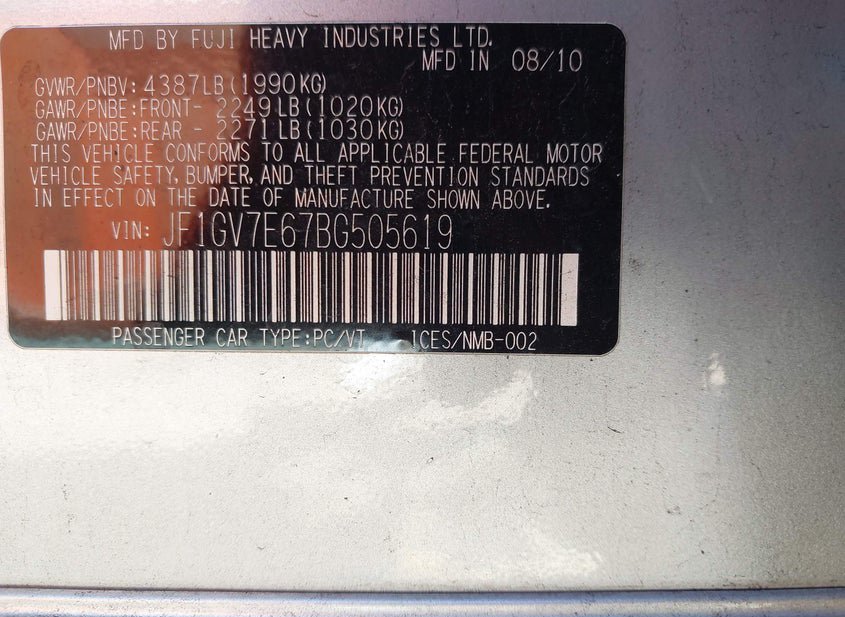 MFD BY FUJI HEAVY INDUSTRIES LTD.
MFD IN 08/10
GVWR/PNBV: 4387LB(1990KG)
GAWR/PNBE:FRONT- 2249LB(1020KG)
GAWR/PNBE:REAR - 2271LB(1030KG)
THIS VEHICLE CONFORMS TO ALL APPLICABLE FEDERAL MOTOR
VEHICLE SAFETY, BUMPER, AND THEFT PREVENTION STANDARDS
IN EFFECT ON THE DATE OF MANUFACTURE SHOWN ABOVE.
VIN: JF1GV7E67BG505619
PASSENGER CAR TYPE:PC/VT ICES/NMB-002